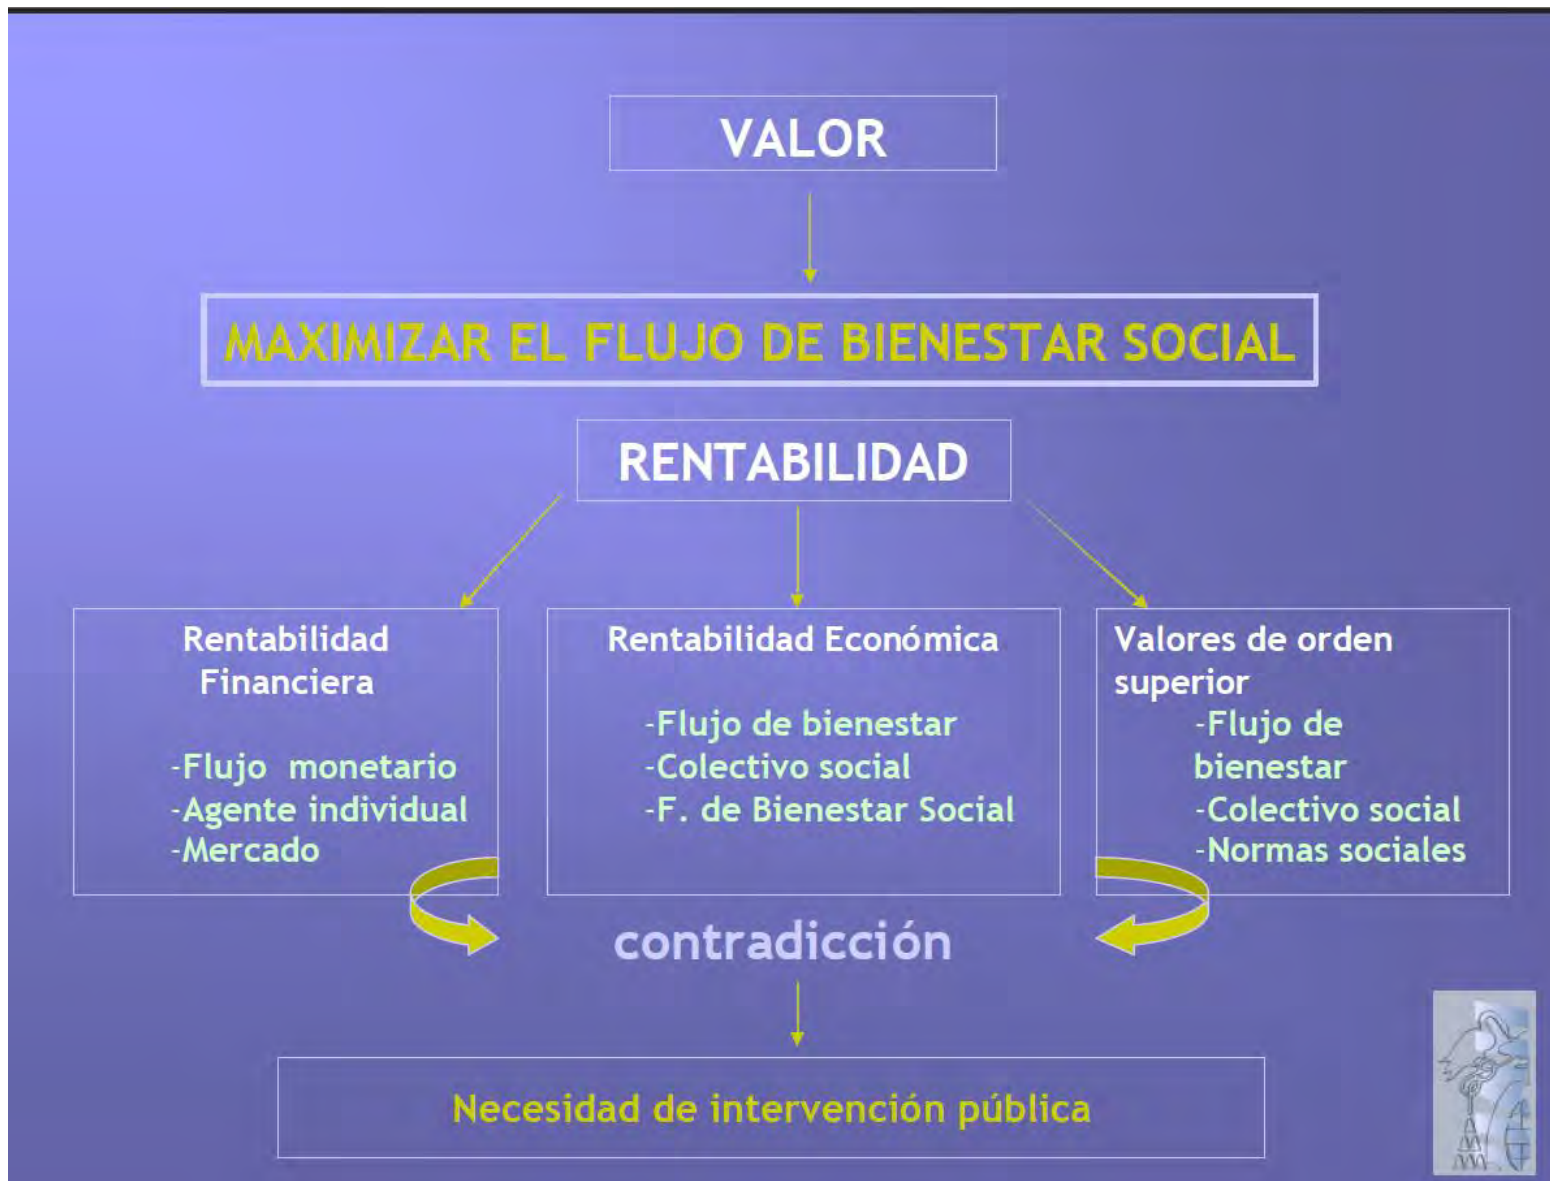 VALOR
MAXIMIZAR EL FLUJO DE BIENESTAR SOCIAL
RENTABILIDAD
Rentabilidad
Financiera
-Flujo monetario
-Agente individual
-Mercado
Rentabilidad Económica
-Flujo de bienestar
-Colectivo social
-F. de Bienestar Social
Valores de orden
superior
-Flujo de
bienestar
-Colectivo social
-Normas sociales
contradicción
Necesidad de intervención pública